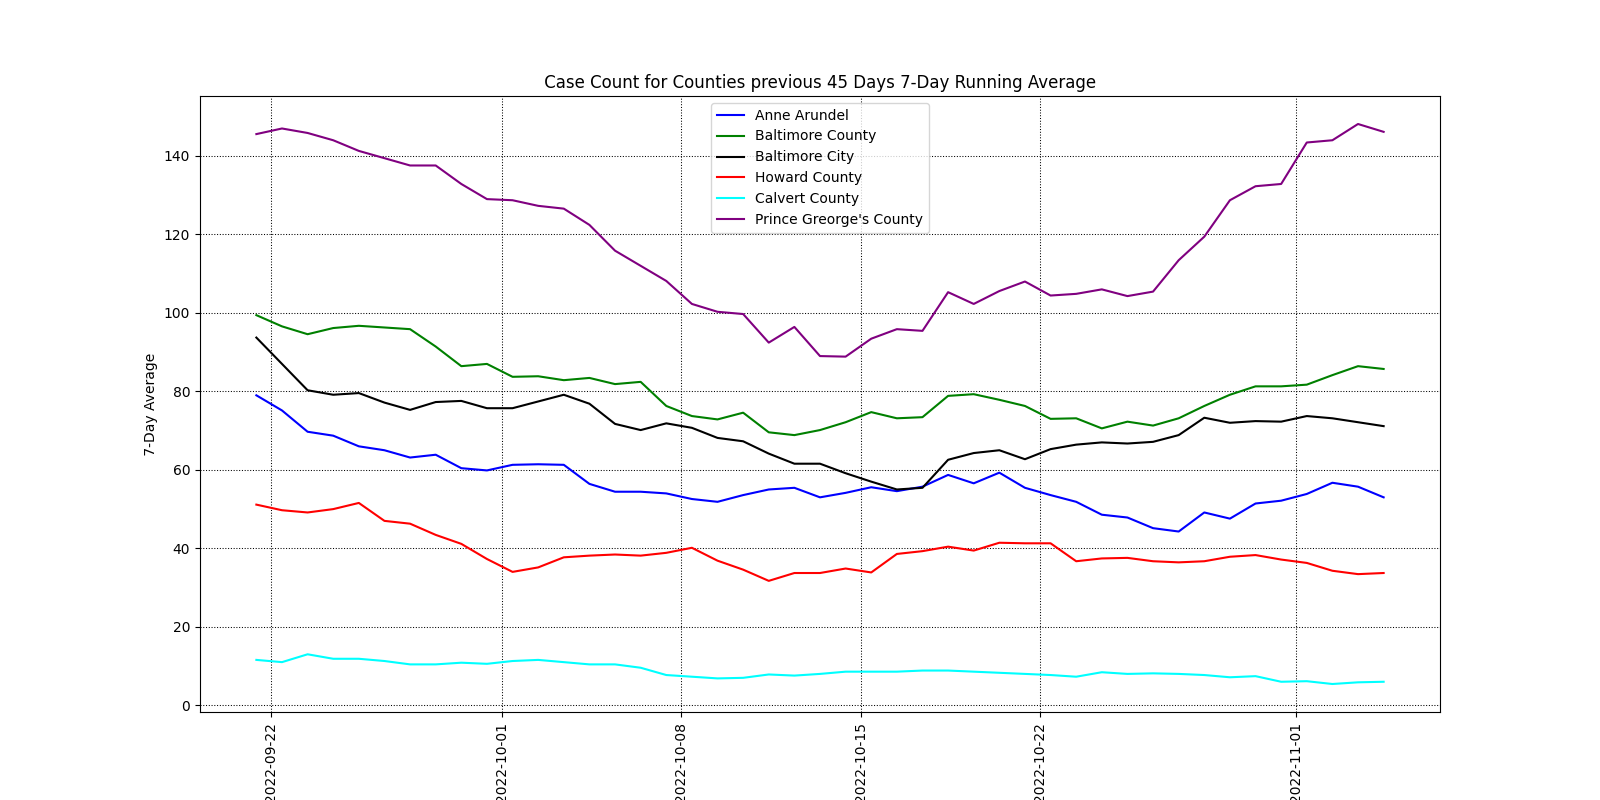 Case Count for Counties previous 45 Days 7-Day Running Average
Anne Arundel
Baltimore County
Baltimore City
Howard County
Calvert County
Prince Greorge's County
7-Day Average
140
120
100
80
60
40
20
0
2022-09-22
2022-10-01
2022-10-08
2022-10-15
2022-10-22
2022-11-01